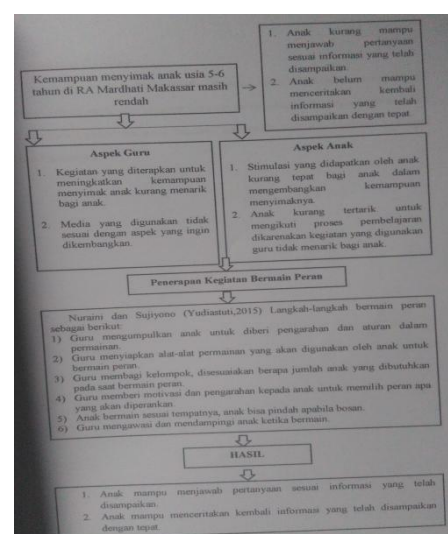 Kemampuan menyimak anak usia 5-6
tahun di RA Mardhati Makassar masih
rendah
1. Anak kurang mampu
menjawab pertanyaan
sesuai informasi yang telah
disampaikan.
2. Anak belum mampu
menceritakan kembali
informasi yang telah
disampaikan dengan tepat.
Aspek Guru
1. Kegiatan yang diterapkan untuk
meningkatkan kemampuan
menyimak anak kurang menarik
bagi anak.
2. Media yang digunakan tidak
sesuai dengan aspek yang ingin
dikembangkan.
Aspek Anak
1. Stimulasi yang didapatkan oleh anak
kurang tepat bagi anak dalam
mengembangkan kemampuan
menyimaknya.
2. Anak kurang tertarik untuk
mengikuti proses pembelajaran
dikarenakan kegiatan yang digunakan
guru tidak menarik bagi anak.
Penerapan Kegiatan Bermain Peran
Nuraini dan Sujiyono (Yudiastuti,2015) Langkah-langkah bermain peran
sebagai berikut:
1) Guru mengumpulkan anak untuk diberi pengarahan dan aturan dalam
permainan.
2) Guru menyiapkan alat-alat permainan yang akan digunakan oleh anak untuk
bermain peran.
3) Guru membagi kelompok, disesuaikan berapa jumlah anak yang dibutuhkan
pada saat bermain peran.
4) Guru memberi motivasi dan pengarahan kepada anak untuk memilih peran apa
yang akan diperankan.
5) Anak bermain sesuai tempatnya, anak bisa pindah apabila bosan.
6) Guru mengawasi dan mendampingi anak ketika bermain.
HASIL
1. Anak mampu menjawab pertanyaan sesuai informasi yang telah
disampaikan.
2. Anak mampu menceritakan kembali informasi yang telah disampaikan
dengan tepat.